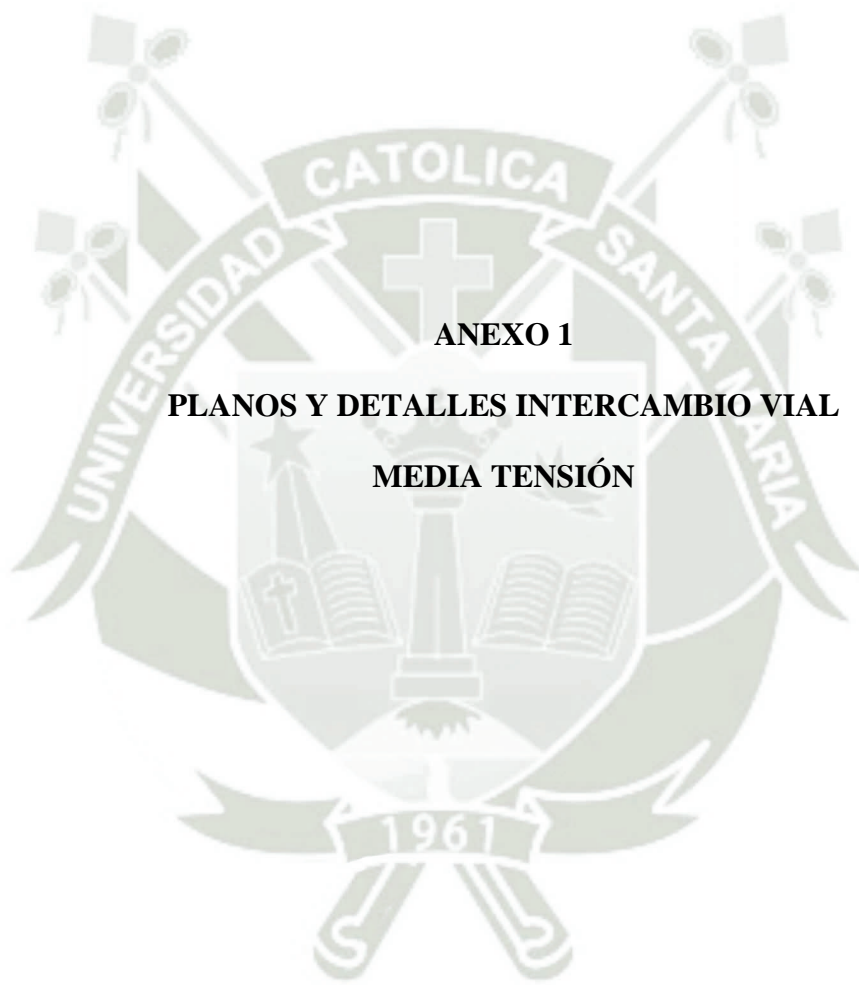 UNIVERSIDAD CATOLICA SANTA MARIA
ANEXO 1
PLANOS Y DETALLES INTERCAMBIO VIAL
MEDIA TENSIÓN
1961